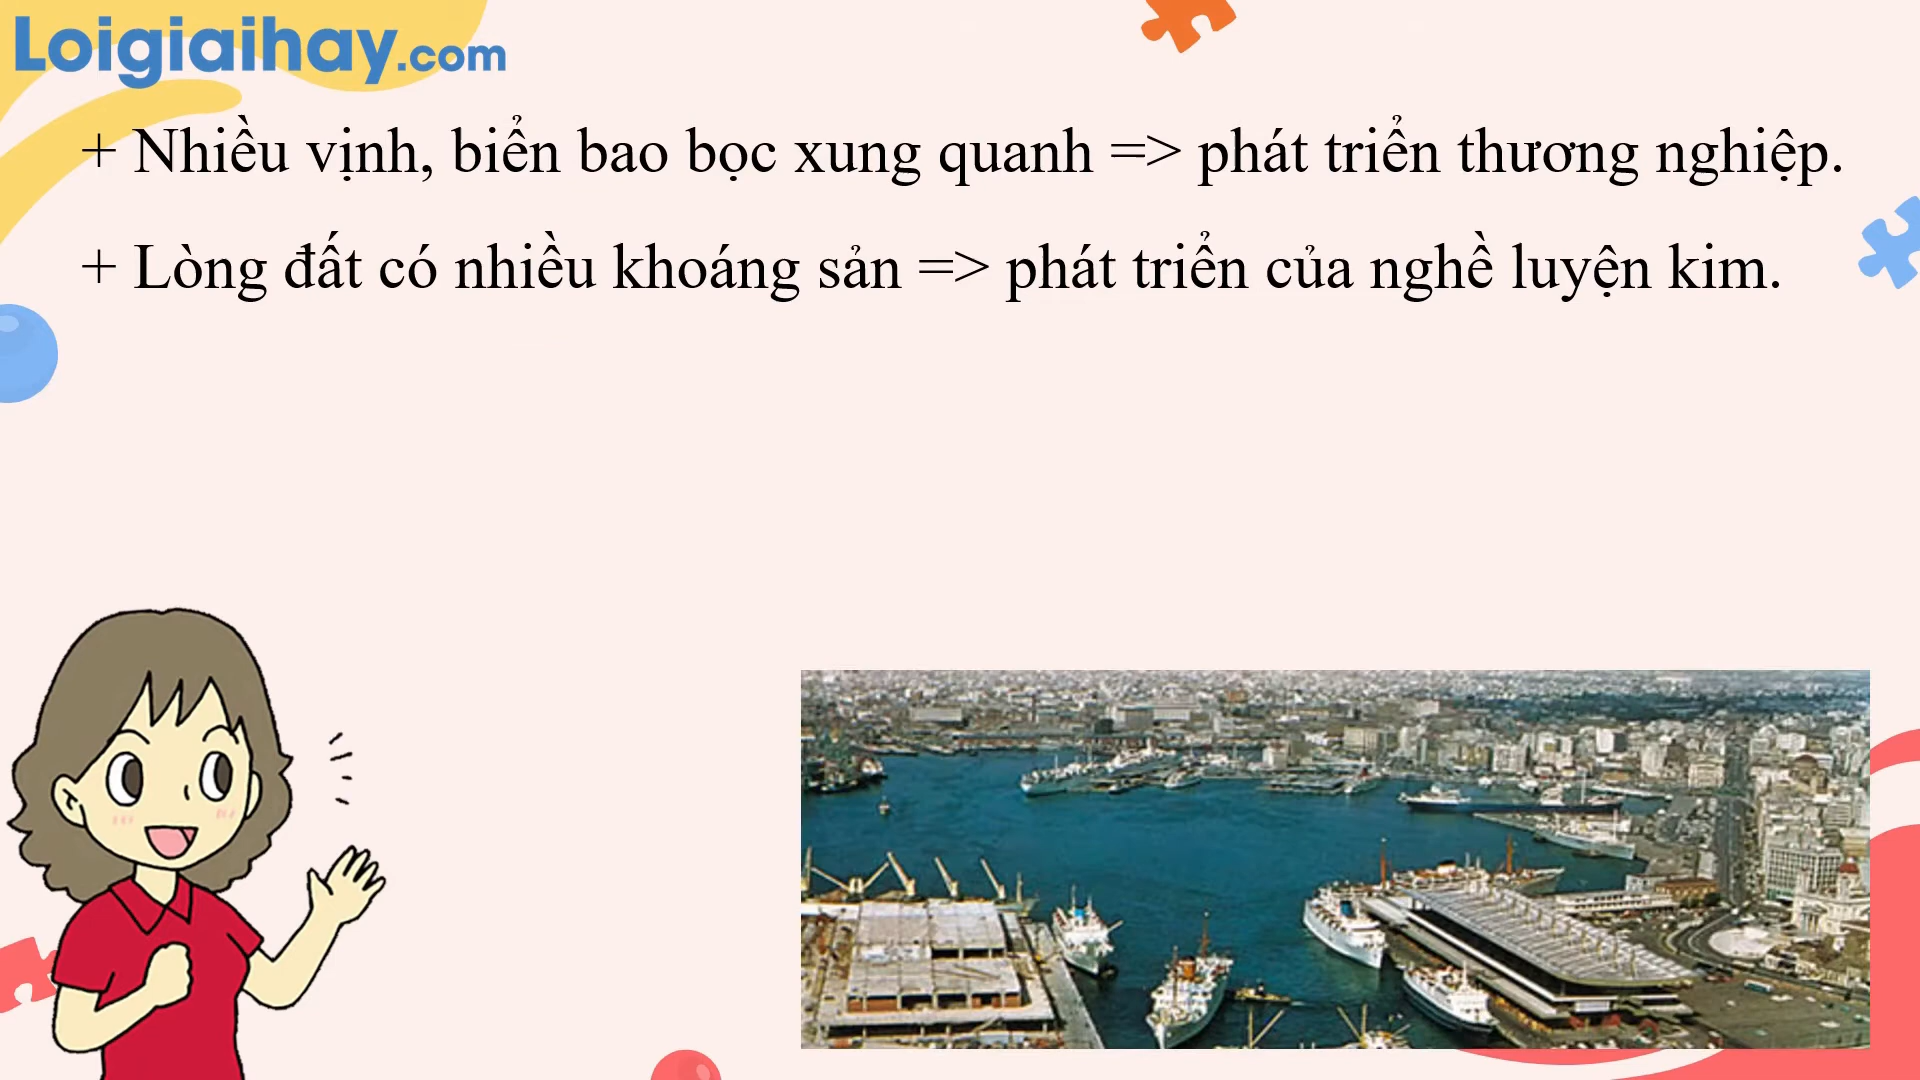 Loigiaihay.com
+ Nhiều vịnh, biển bao bọc xung quanh => phát triển thương nghiệp.
+ Lòng đất có nhiều khoáng sản => phát triển của nghề luyện kim.